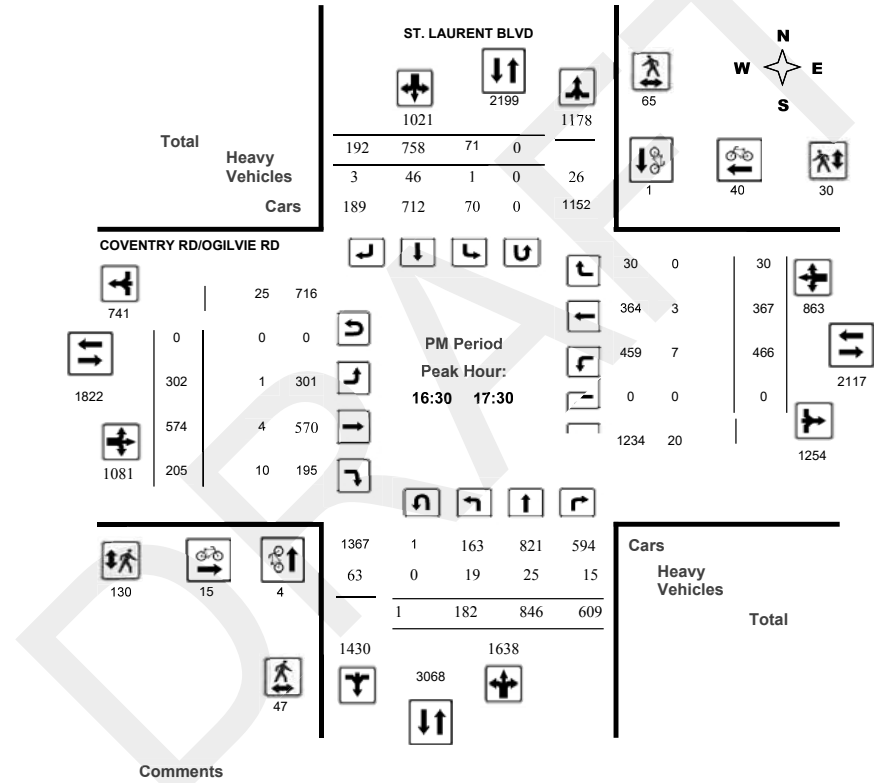 ST. LAURENT BLVD
N
W E
S
2199
65
1021
1178
Total
192 758 71 0
Heavy
Vehicles
3 46 1 0 26
1 40 30
Cars
189 712 70 0 1152
COVENTRY RD/OGILVIE RD
30 0 30
25 716
741
364 3 367 863
0 0 0
PM Period
459 7 466
Peak Hour:
302 1 301
2117
1822
16:30 17:30
0 0 0
574 4 570
1234 20
1254
1081
205 10 195
1367 1 163 821 594
Cars
63 0 19 25 15
Heavy
Vehicles
130 15 4
1 182 846 609
Total
1430 1638
3068
47
Comments
DRAFT